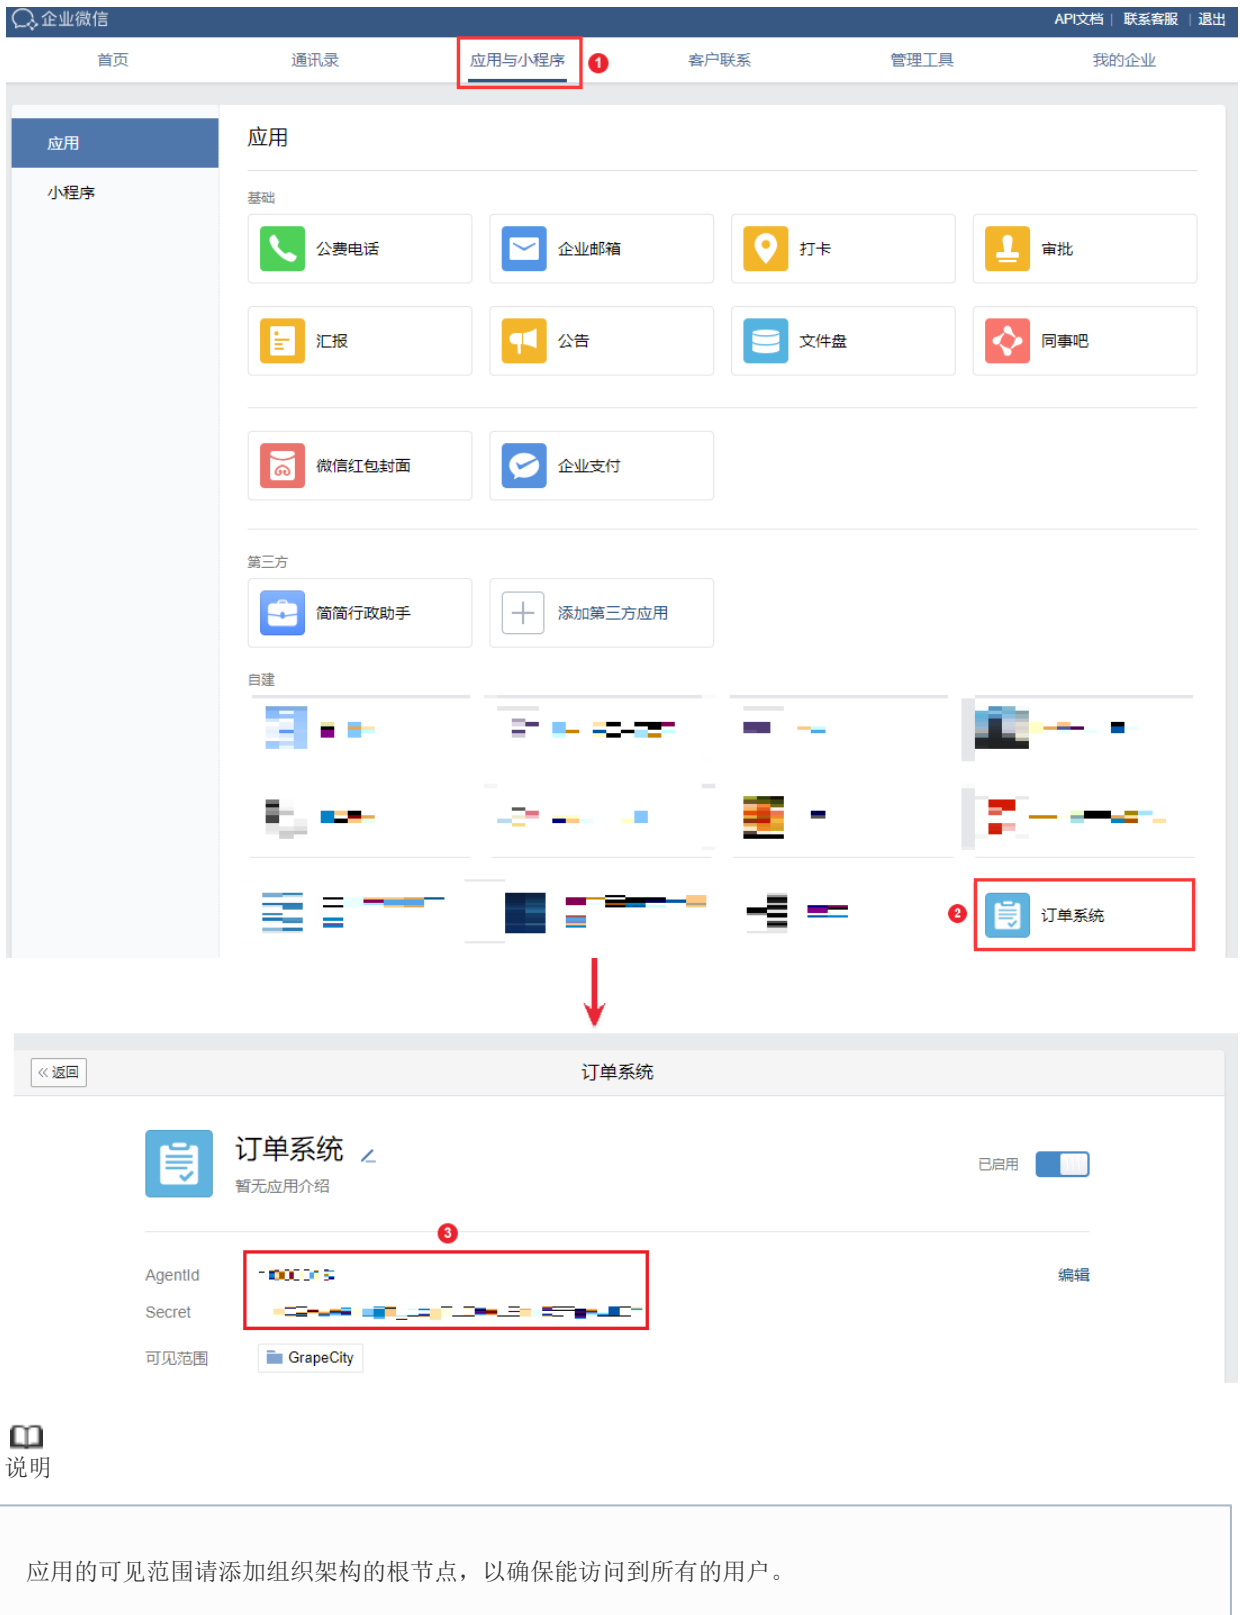 企业微信
API文档 | 联系客服 | 退出
首页 通讯录 应用与小程序 1 客户联系 管理工具 我的企业
应用
小程序
应用
基础
公费电话 企业邮箱 打卡 审批
汇报 公告 文件盘 同事吧
微信红包封面 企业支付
第三方
简简行政助手 添加第三方应用
自建
2 订单系统
« 返回 订单系统
订单系统
暂无应用介绍
已启用
3
AgentId 编辑
Secret
可见范围 GrapeCity
说明
应用的可见范围请添加组织架构的根节点，以确保能访问到所有的用户。